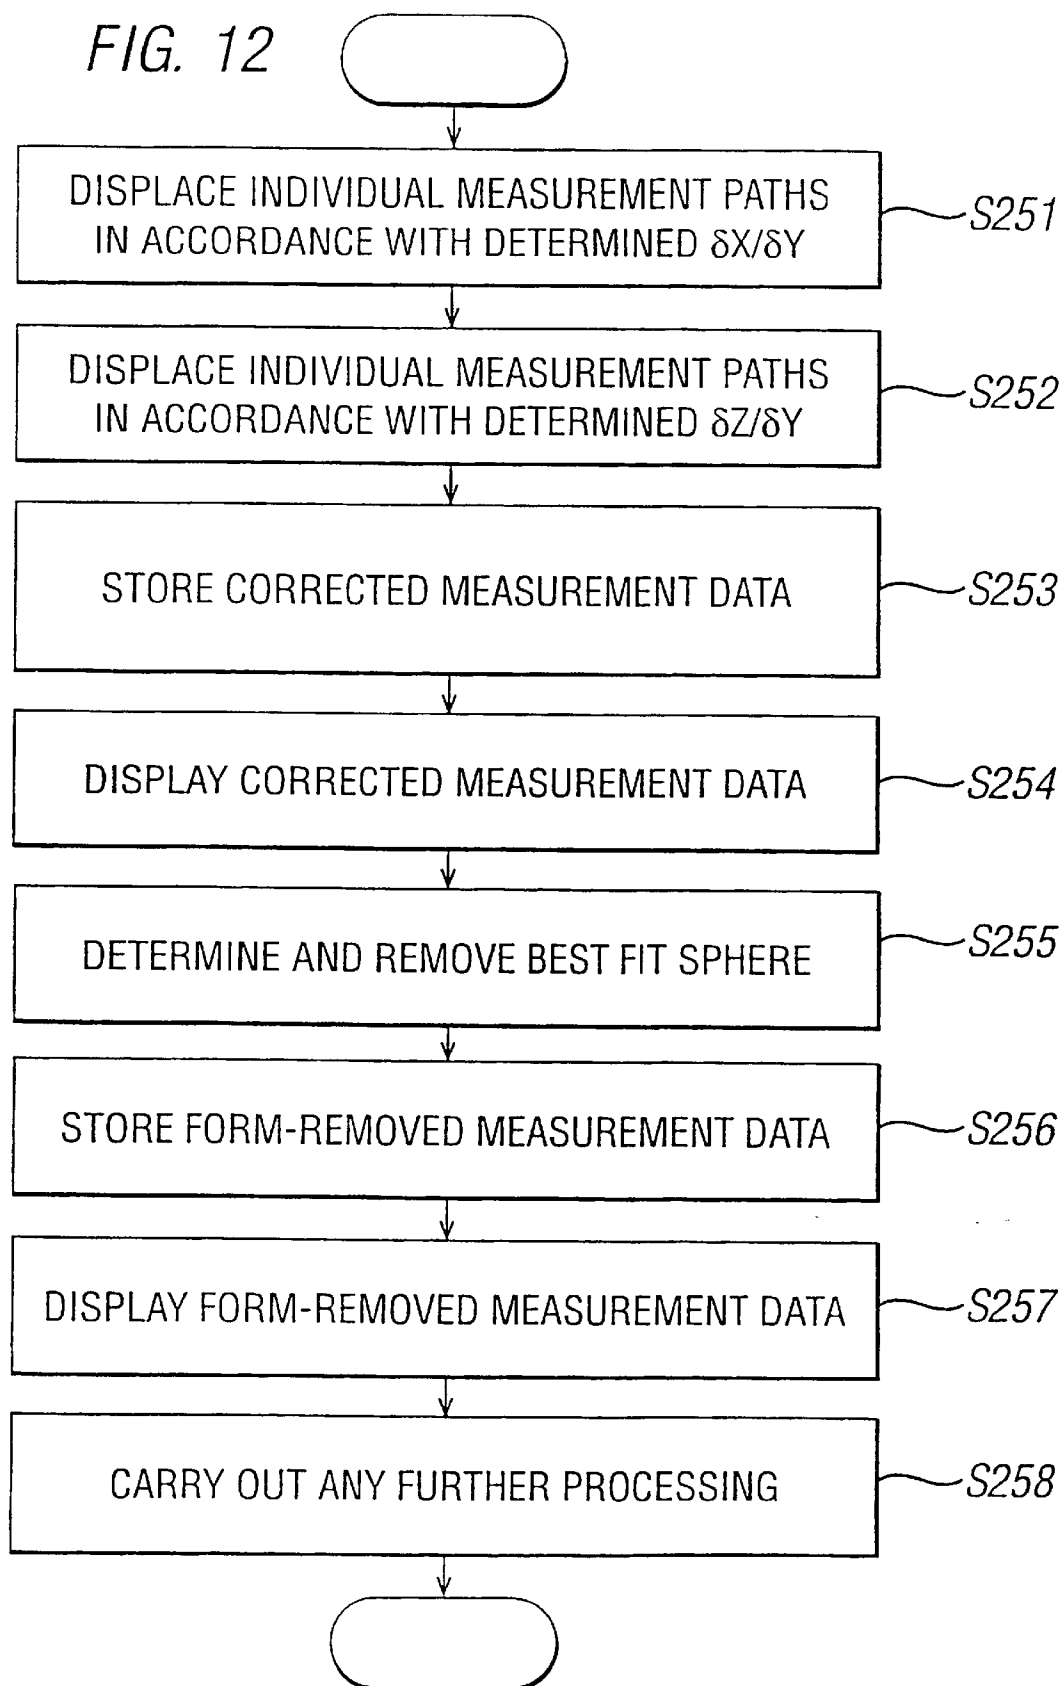 FIG. 12
DISPLACE INDIVIDUAL MEASUREMENT PATHS
IN ACCORDANCE WITH DETERMINED δX/δY
S251
DISPLACE INDIVIDUAL MEASUREMENT PATHS
IN ACCORDANCE WITH DETERMINED δZ/δY
S252
STORE CORRECTED MEASUREMENT DATA
S253
DISPLAY CORRECTED MEASUREMENT DATA
S254
DETERMINE AND REMOVE BEST FIT SPHERE
S255
STORE FORM-REMOVED MEASUREMENT DATA
S256
DISPLAY FORM-REMOVED MEASUREMENT DATA
S257
CARRY OUT ANY FURTHER PROCESSING
S258